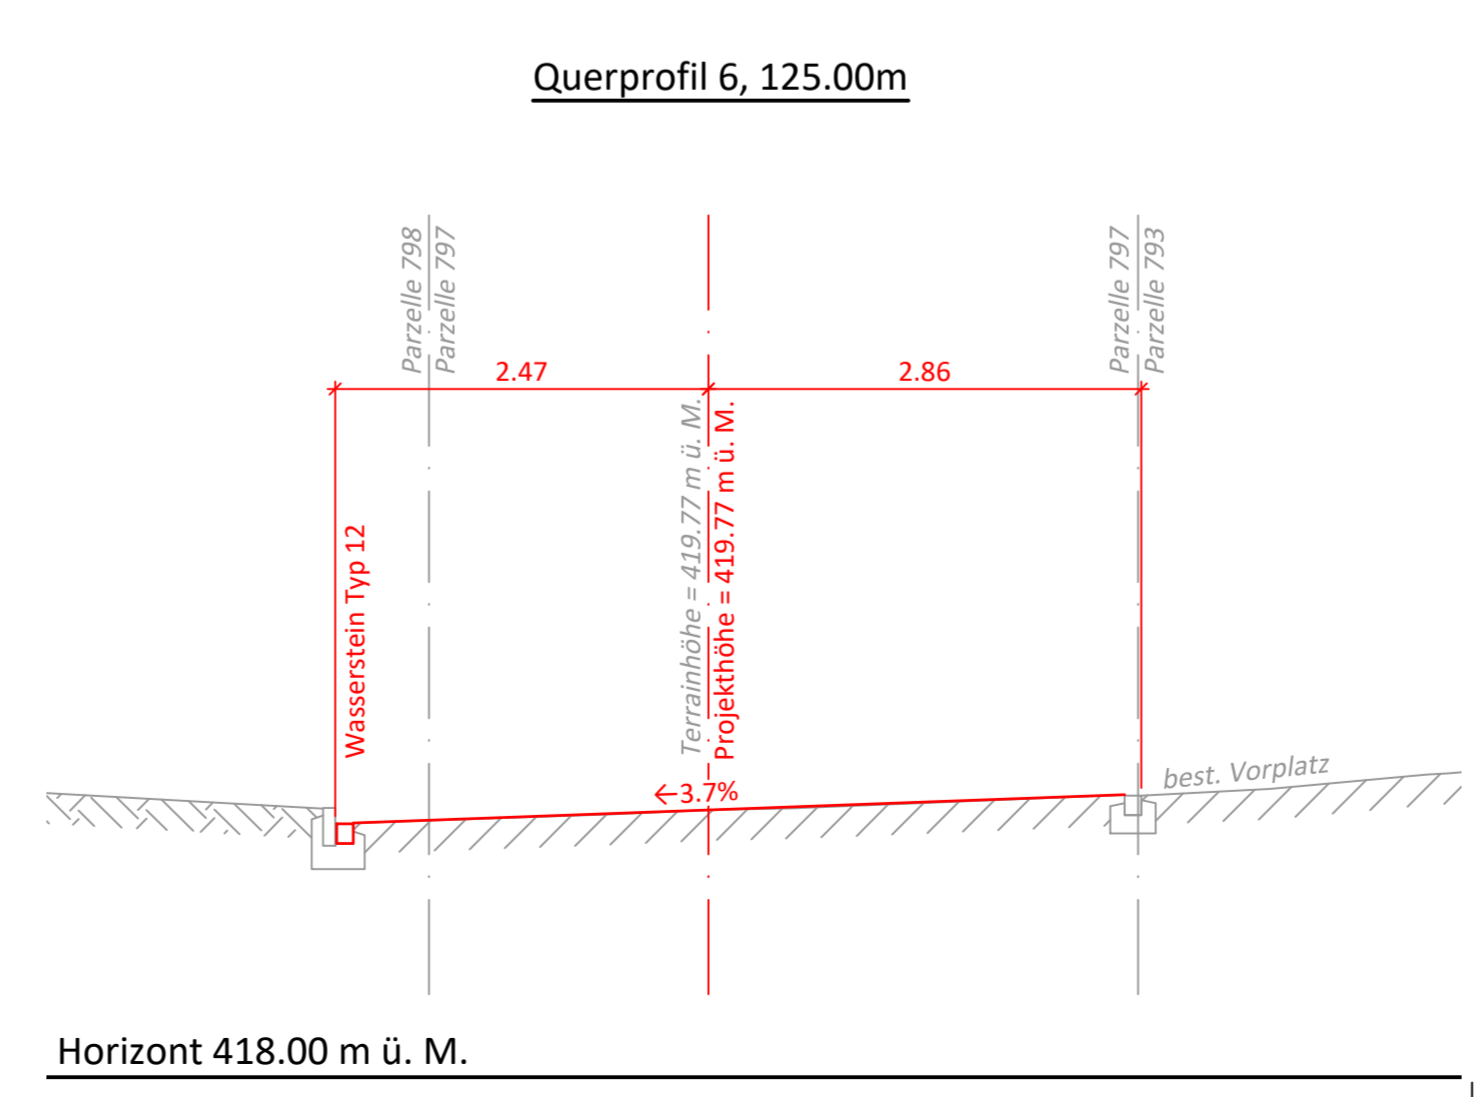 Querprofil 6, 125.00m
Parzelle 798
Parzelle 797
Parzelle 797
Parzelle 793
2.47
2.86
Terrainhöhe = 419.77 m ü. M.
Projekthöhe = 419.77 m ü. M.
Wasserstein Typ 12
←3.7%
best. Vorplatz
Horizont 418.00 m ü. M.